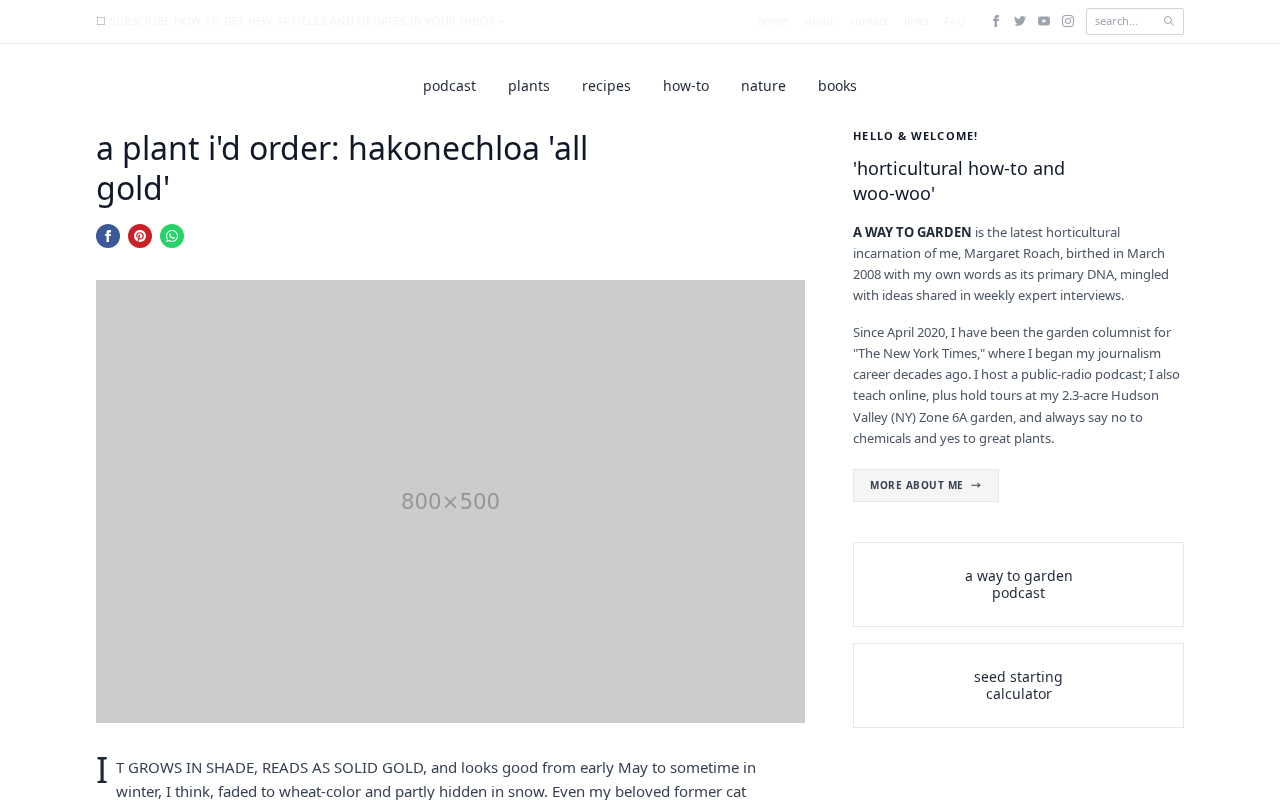 SUBSCRIBE NOW TO GET NEW ARTICLES AND UPDATES IN YOUR INBOX »
home about contact links FAQ
search...
podcast plants recipes how-to nature books
a plant i'd order: hakonechloa 'all
gold'
800×500
IT GROWS IN SHADE, READS AS SOLID GOLD, and looks good from early May to sometime in
winter, I think, faded to wheat-color and partly hidden in snow. Even my beloved former cat
HELLO & WELCOME!
'horticultural how-to and
woo-woo'
A WAY TO GARDEN is the latest horticultural
incarnation of me, Margaret Roach, birthed in March
2008 with my own words as its primary DNA, mingled
with ideas shared in weekly expert interviews.
Since April 2020, I have been the garden columnist for
"The New York Times," where I began my journalism
career decades ago. I host a public-radio podcast; I also
teach online, plus hold tours at my 2.3-acre Hudson
Valley (NY) Zone 6A garden, and always say no to
chemicals and yes to great plants.
MORE ABOUT ME →
a way to garden
podcast
seed starting
calculator